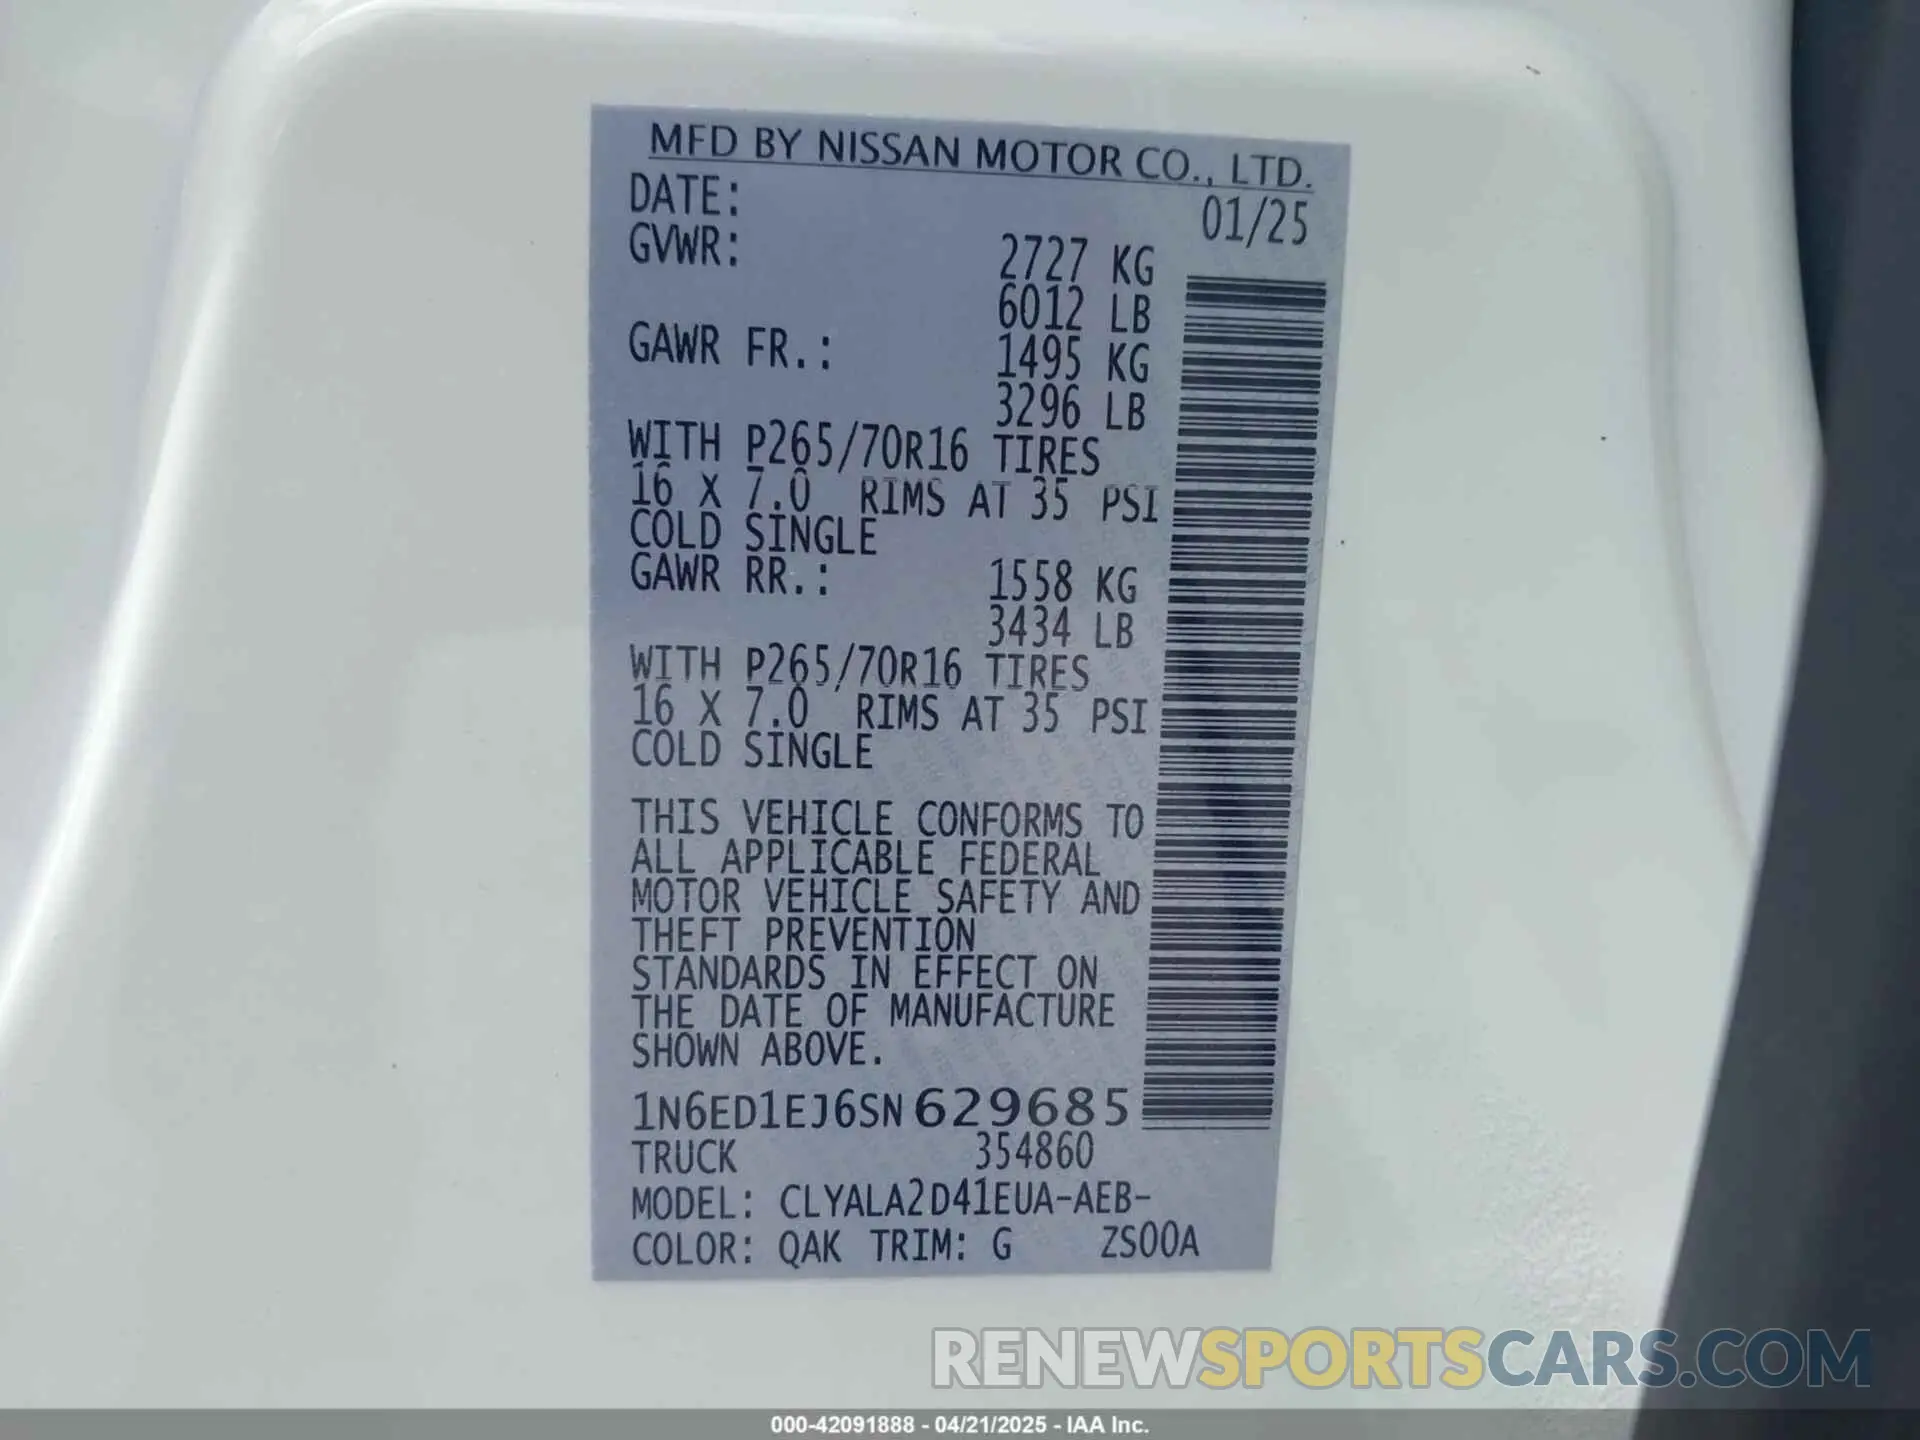 MFD BY NISSAN MOTOR CO., LTD.
DATE: 01/25
GVWR: 2727 KG
6012 LB
GAWR FR.: 1495 KG
3296 LB
WITH P265/70R16 TIRES
16 X 7.0 RIMS AT 35 PSI
COLD SINGLE
GAWR RR.: 1558 KG
3434 LB
WITH P265/70R16 TIRES
16 X 7.0 RIMS AT 35 PSI
COLD SINGLE
THIS VEHICLE CONFORMS TO
ALL APPLICABLE FEDERAL
MOTOR VEHICLE SAFETY AND
THEFT PREVENTION
STANDARDS IN EFFECT ON
THE DATE OF MANUFACTURE
SHOWN ABOVE.
1N6ED1EJ6SN629685
TRUCK 354860
MODEL: CLYALA2D41EUA-AEB-
COLOR: QAK TRIM: G ZS00A
RENEWSPORTSCARS.COM
000-42091888 - 04/21/2025 - IAA Inc.